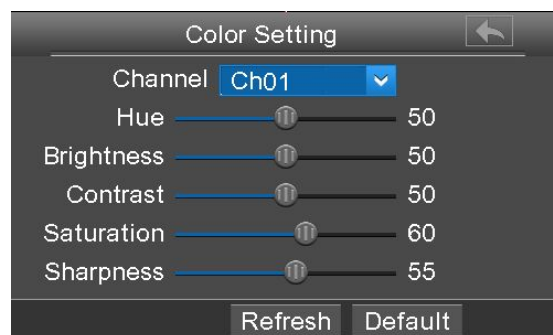 Color Setting
Channel Ch01
Hue 50
Brightness 50
Contrast 50
Saturation 60
Sharpness 55
Refresh Default